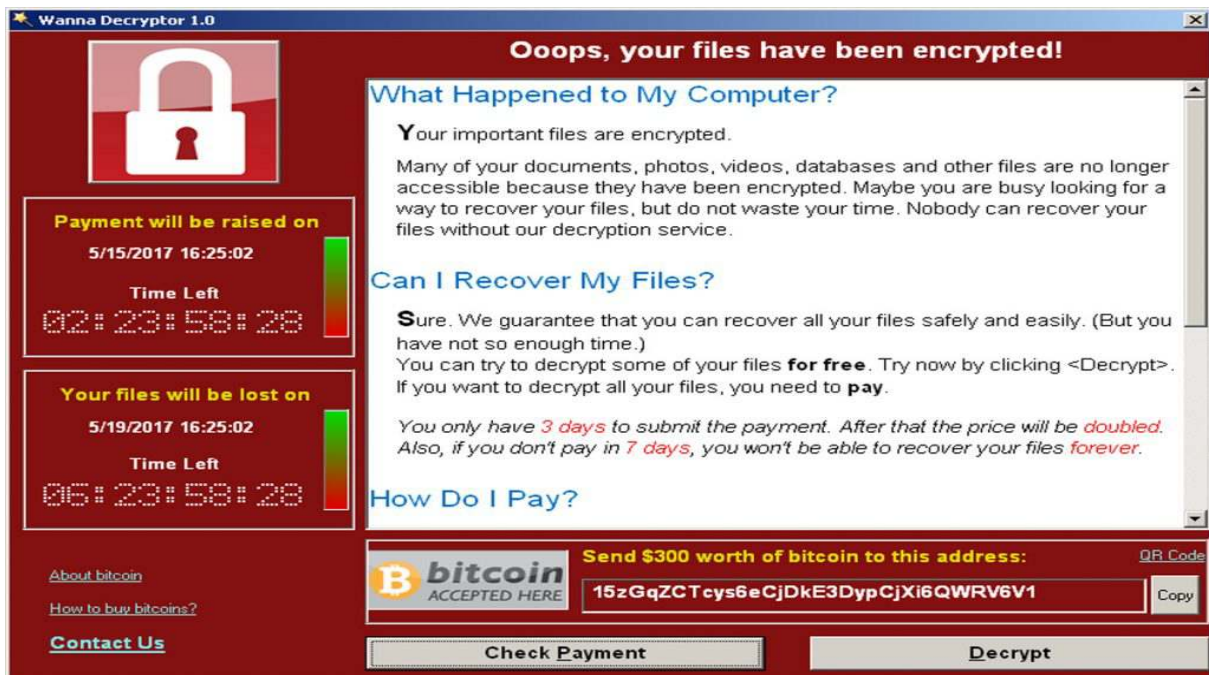 Wanna Decryptor 1.0
Ooops, your files have been encrypted!
Payment will be raised on
5/15/2017 16:25:02
Time Left
02:23:58:28
Your files will be lost on
5/19/2017 16:25:02
Time Left
06:23:58:28
About bitcoin
How to buy bitcoins?
Contact Us
What Happened to My Computer?
Your important files are encrypted.
Many of your documents, photos, videos, databases and other files are no longer
accessible because they have been encrypted. Maybe you are busy looking for a
way to recover your files, but do not waste your time. Nobody can recover your
files without our decryption service.
Can I Recover My Files?
Sure. We guarantee that you can recover all your files safely and easily. (But you
have not so enough time.)
You can try to decrypt some of your files for free. Try now by clicking <Decrypt>.
If you want to decrypt all your files, you need to pay.
You only have 3 days to submit the payment. After that the price will be doubled.
Also, if you don't pay in 7 days, you won't be able to recover your files forever.
How Do I Pay?
bitcoin
ACCEPTED HERE
Send $300 worth of bitcoin to this address:
QR Code
15zGqZCTcys6eCjDkE3DypCjXi6QWRV6V1
Copy
Check Payment
Decrypt